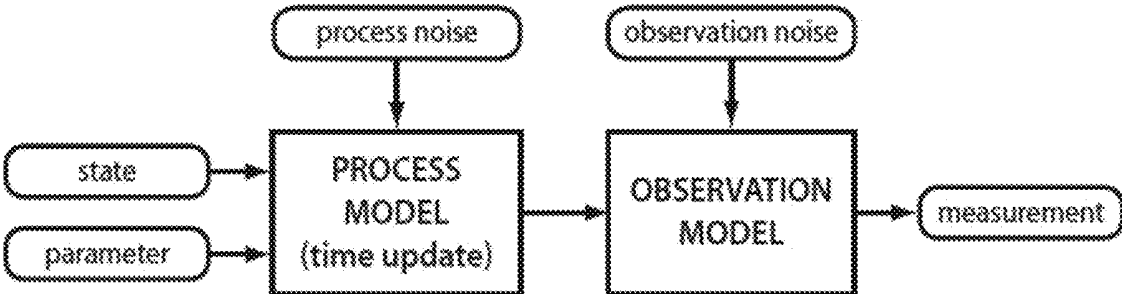 process noise
observation noise
state
parameter
PROCESS
MODEL
(time update)
OBSERVATION
MODEL
measurement